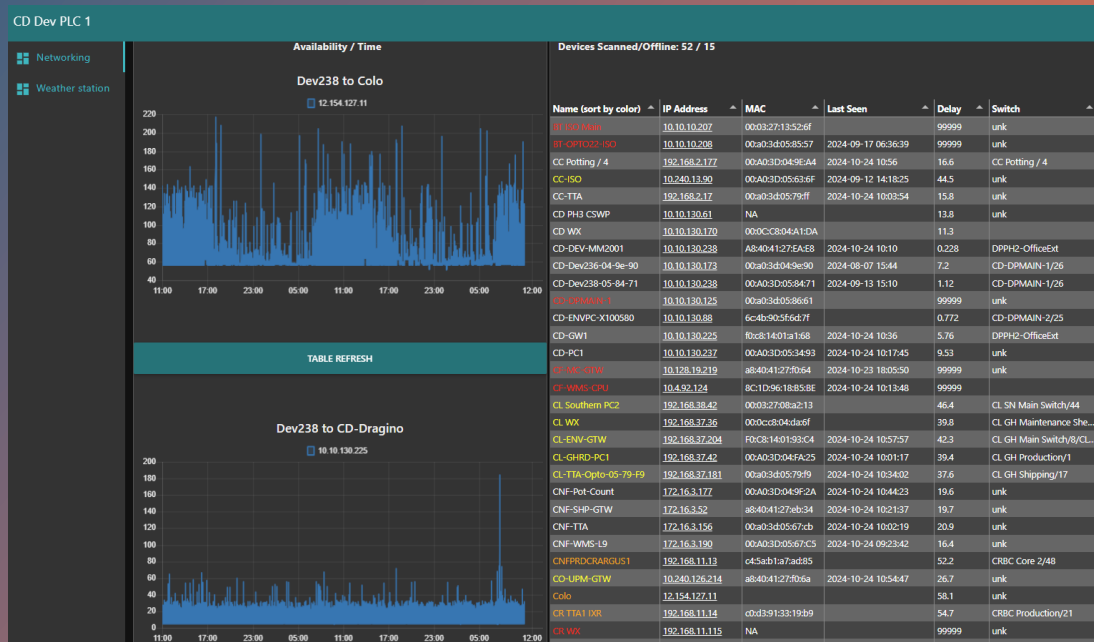 CD Dev PLC 1
Networking
Weather station
Availability / Time
Dev238 to Colo
12.154.127.11
220
200
180
160
140
120
100
80
60
40
11:00 17:00 23:00 05:00 11:00 17:00 23:00 05:00 12:00
TABLE REFRESH
Dev238 to CD-Dragino
10.10.130.225
200
180
160
140
120
100
80
60
40
20
0
11:00 17:00 23:00 05:00 11:00 17:00 23:00 05:00 12:00
Devices Scanned/Offline: 52 / 15
Name (sort by color) IP Address MAC Last Seen Delay Switch
10.10.10.207 00:03:27:13:52:6f 99999 unk
BT-OPTO22-ISO 10.10.10.208 00:a0:3d:05:85:57 2024-09-17 06:36:39 99999 unk
CC Potting / 4 192.168.2.177 00:A0:3D:04:9E:A4 2024-10-24 10:56 16.6 CC Potting / 4
CC-ISO 10.240.13.90 00:A0:3D:05:63:6F 2024-09-12 14:18:25 44.5 unk
CC-TTA 192.168.2.17 00:a0:3d:05:79:ff 2024-10-24 10:03:54 15.8 unk
CD PH3 CSWP 10.10.130.61 NA 13.8 unk
CD WX 10.10.130.170 00:0C:C8:04:A1:DA 11.3
CD-DEV-MM2001 10.10.130.238 A8:40:41:27:EA:E8 2024-10-24 10:10 0.228 DPPH2-OfficeExt
CD-Dev236-04-9e-90 10.10.130.173 00:a0:3d:04:9e:90 2024-08-07 15:44 7.2 CD-DPMAIN-1/26
CD-Dev238-05-84-71 10.10.130.238 00:A0:3D:05:84:71 2024-09-13 15:10 1.12 CD-DPMAIN-1/26
10.10.130.125 00:a0:3d:05:86:61 99999 unk
CD-ENVPC-X100580 10.10.130.88 6c:4b:90:5f:6d:7f 0.772 CD-DPMAIN-2/25
CD-GW1 10.10.130.225 f0:c8:14:01:a1:68 2024-10-24 10:36 5.76 DPPH2-OfficeExt
CD-PC1 10.10.130.237 00:A0:3D:05:34:93 2024-10-24 10:17:45 9.53 unk
10.128.19.219 a8:40:41:27:f0:64 2024-10-23 18:05:50 99999 unk
CF-WMS-CPU 10.4.92.124 8C:1D:96:18:85:BE 2024-10-24 10:13:48 99999
CL Southern PC2 192.168.38.42 00:03:27:08:a2:13 46.4 CL SN Main Switch/44
CL WX 192.168.37.36 00:0c:c8:04:da:6f 39.8 CL GH Maintenance She...
CL-ENV-GTW 192.168.37.204 F0:C8:14:01:93:C4 2024-10-24 10:57:57 42.3 CL GH Main Switch/8/CL...
CL-GHRD-PC1 192.168.37.42 00:A0:3D:04:FA:25 2024-10-24 10:01:17 39.4 CL GH Production/1
CL-TTA-Opto-05-79-F9 192.168.37.181 00:a0:3d:05:79:f9 2024-10-24 10:34:02 37.6 CL GH Shipping/17
CNF-Pot-Count 172.16.3.177 00:A0:3D:04:9F:2A 2024-10-24 10:44:23 19.6 unk
CNF-SHP-GTW 172.16.3.52 a8:40:41:27:eb:34 2024-10-24 10:21:37 19.7 unk
CNF-TTA 172.16.3.156 00:a0:3d:05:67:cb 2024-10-24 10:02:19 20.9 unk
CNF-WMS-L9 172.16.3.190 00:A0:3D:05:67:C5 2024-10-24 09:23:42 16.4 unk
CNFPRDCRARGUS1 192.168.11.13 c4:5a:b1:a7:ad:85 52.2 CRBC Core 2/48
CO-UPM-GTW 10.240.126.214 a8:40:41:27:f0:6a 2024-10-24 10:54:47 26.7 unk
Colo 12.154.127.11 58.1 unk
CR TTA1 IXR 192.168.11.14 c0:d3:91:33:19:b9 54.7 CRBC Production/21
CR WX 192.168.11.115 NA 99999 unk